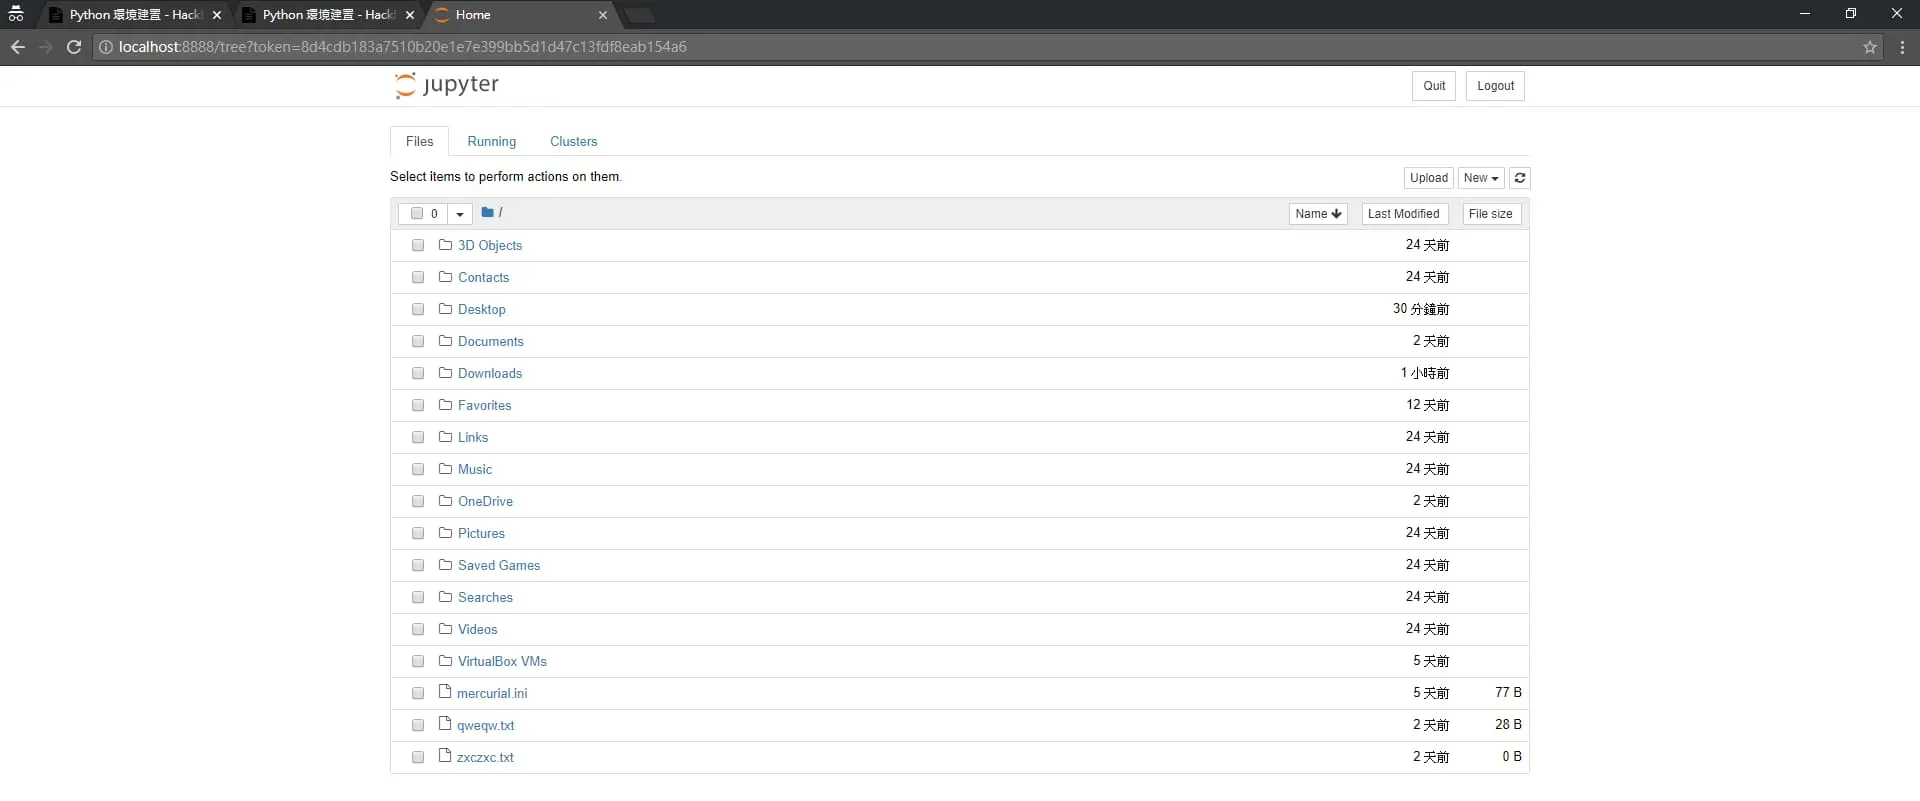 Python 環境建置 - Hack
Python 環境建置 - Hack
Home
localhost:8888/tree?token=8d4cdb183a7510b20e1e7e399bb5d1d47c13fdf8eab154a6
jupyter
Quit
Logout
Files
Running
Clusters
Select items to perform actions on them.
Upload
New
0
/
Name
Last Modified
File size
3D Objects 24 天前
Contacts 24 天前
Desktop 30 分鐘前
Documents 2 天前
Downloads 1 小時前
Favorites 12 天前
Links 24 天前
Music 24 天前
OneDrive 2 天前
Pictures 24 天前
Saved Games 24 天前
Searches 24 天前
Videos 24 天前
VirtualBox VMs 5 天前
mercurial.ini 5 天前 77 B
qweqw.txt 2 天前 28 B
zxczxc.txt 2 天前 0 B